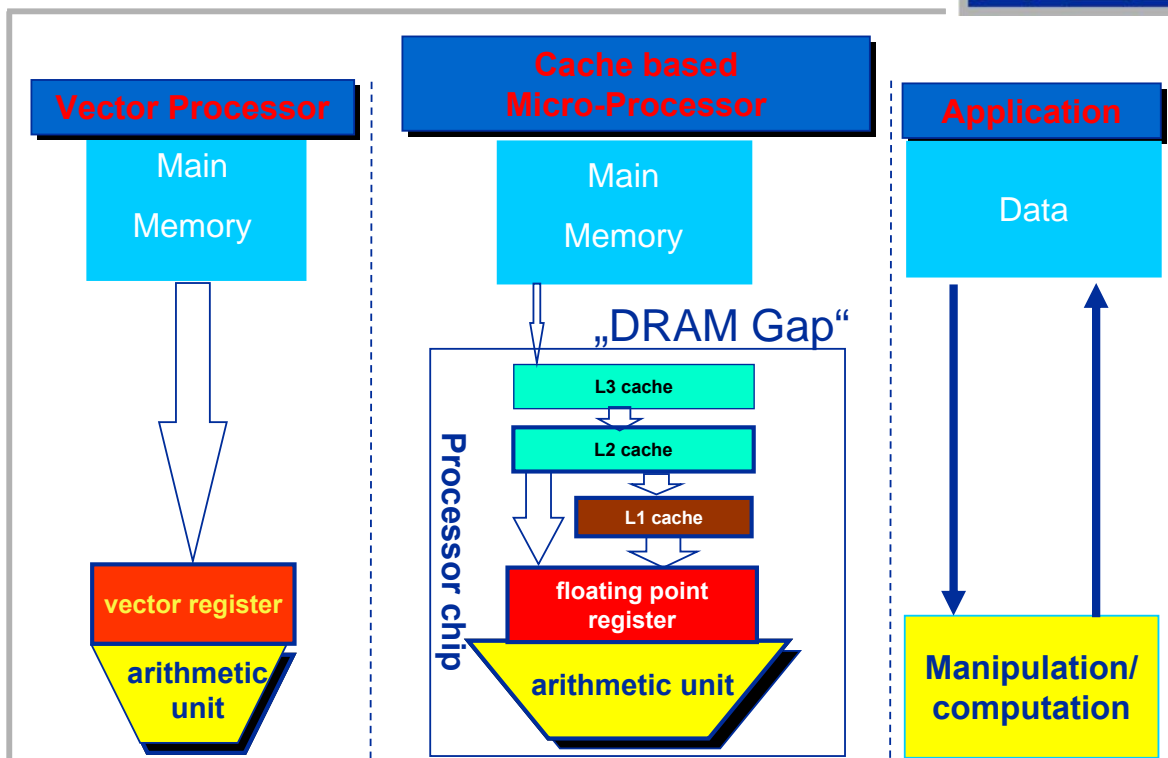 Vector Processor
Main
Memory
vector register
arithmetic
unit
Cache based
Micro-Processor
Main
Memory
„DRAM Gap“
Processor chip
L3 cache
L2 cache
L1 cache
floating point
register
arithmetic unit
Application
Data
Manipulation/
computation